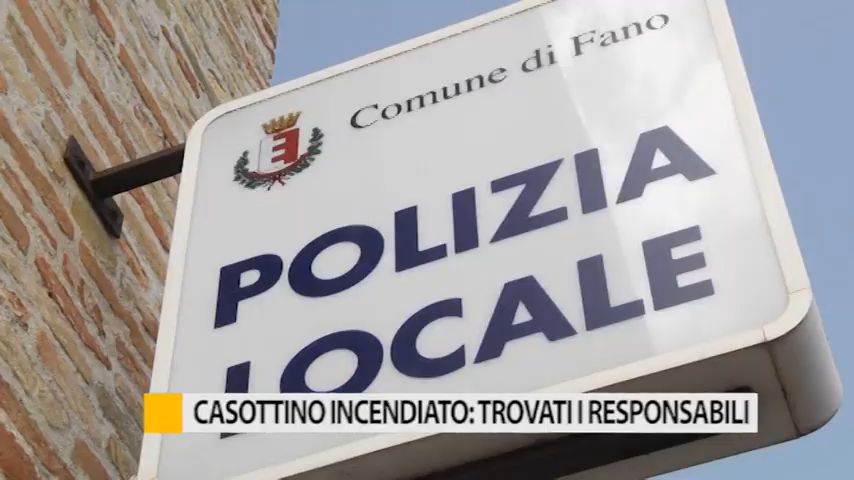 Comune di Fano
POLIZIA
LOCALE
CASOTTINO INCENDIATO: TROVATI I RESPONSABILI